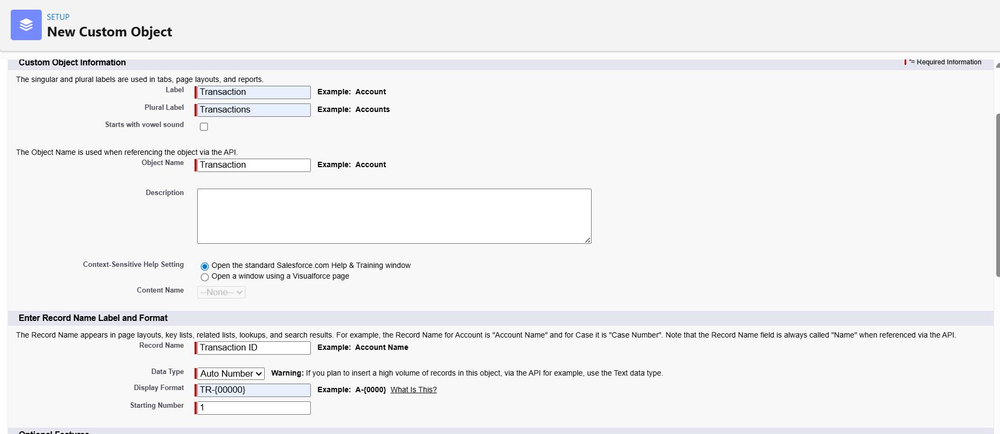 SETUP
New Custom Object
Custom Object Information
*= Required Information
The singular and plural labels are used in tabs, page layouts, and reports.
Label Transaction Example: Account
Plural Label Transactions Example: Accounts
Starts with vowel sound
The Object Name is used when referencing the object via the API.
Object Name Transaction Example: Account
Description
Context-Sensitive Help Setting Open the standard Salesforce.com Help & Training window
Open a window using a Visualforce page
Content Name --None--
Enter Record Name Label and Format
The Record Name appears in page layouts, key lists, related lists, lookups, and search results. For example, the Record Name for Account is "Account Name" and for Case it is "Case Number". Note that the Record Name field is always called "Name" when referenced via the API.
Record Name Transaction ID Example: Account Name
Data Type Auto Number Warning: If you plan to insert a high volume of records in this object, via the API for example, use the Text data type.
Display Format TR-{00000} Example: A-{0000} What Is This?
Starting Number 1
Optional Features